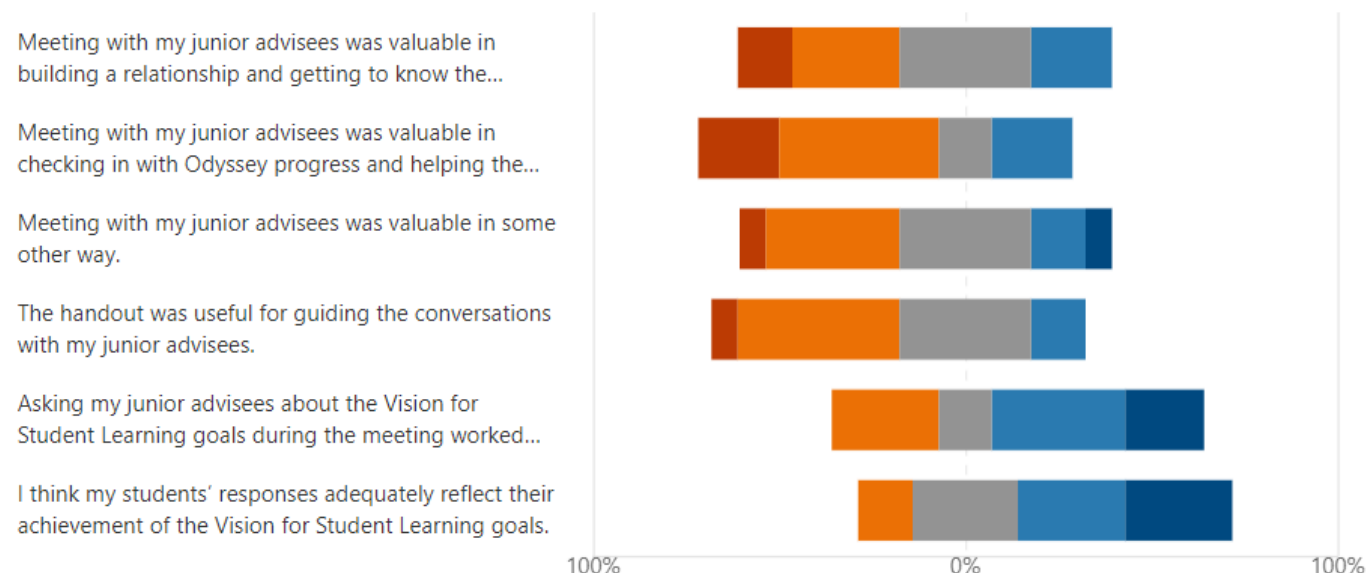 Meeting with my junior advisees was valuable in
building a relationship and getting to know the...
Meeting with my junior advisees was valuable in
checking in with Odyssey progress and helping the...
Meeting with my junior advisees was valuable in some
other way.
The handout was useful for guiding the conversations
with my junior advisees.
Asking my junior advisees about the Vision for
Student Learning goals during the meeting worked...
I think my students' responses adequately reflect their
achievement of the Vision for Student Learning goals.
100% 0% 100%